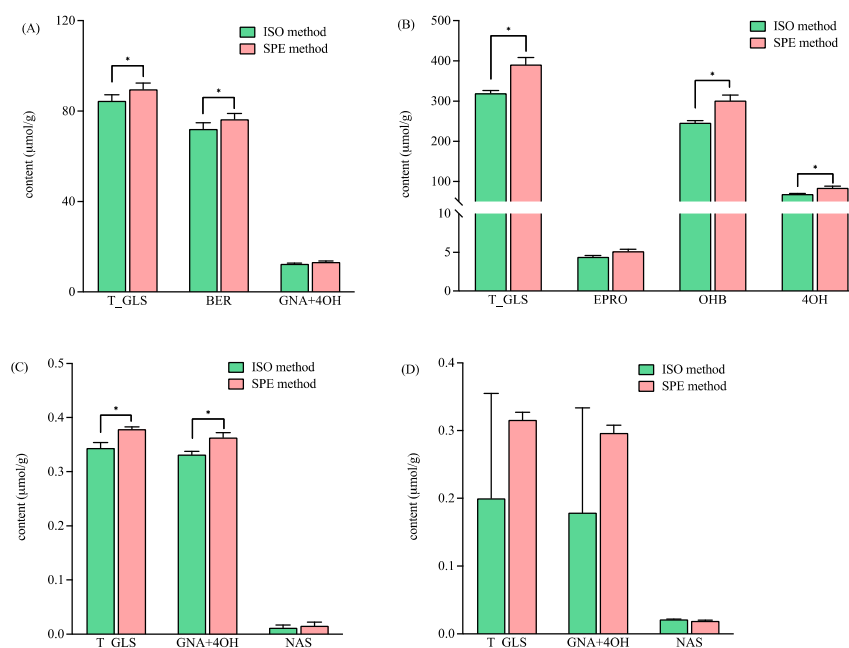 (A)
ISO method
SPE method
content (μmol/g)
120
80
40
0
*
*
T_GLS
BER
GNA+4OH
(B)
ISO method
SPE method
content (μmol/g)
500
400
300
200
100
10
5
0
*
*
*
T_GLS
EPRO
OHB
4OH
(C)
ISO method
SPE method
content (μmol/g)
0.5
0.4
0.3
0.2
0.1
0.0
*
*
T_GLS
GNA+4OH
NAS
(D)
ISO method
SPE method
content (μmol/g)
0.4
0.3
0.2
0.1
0.0
T_GLS
GNA+4OH
NAS